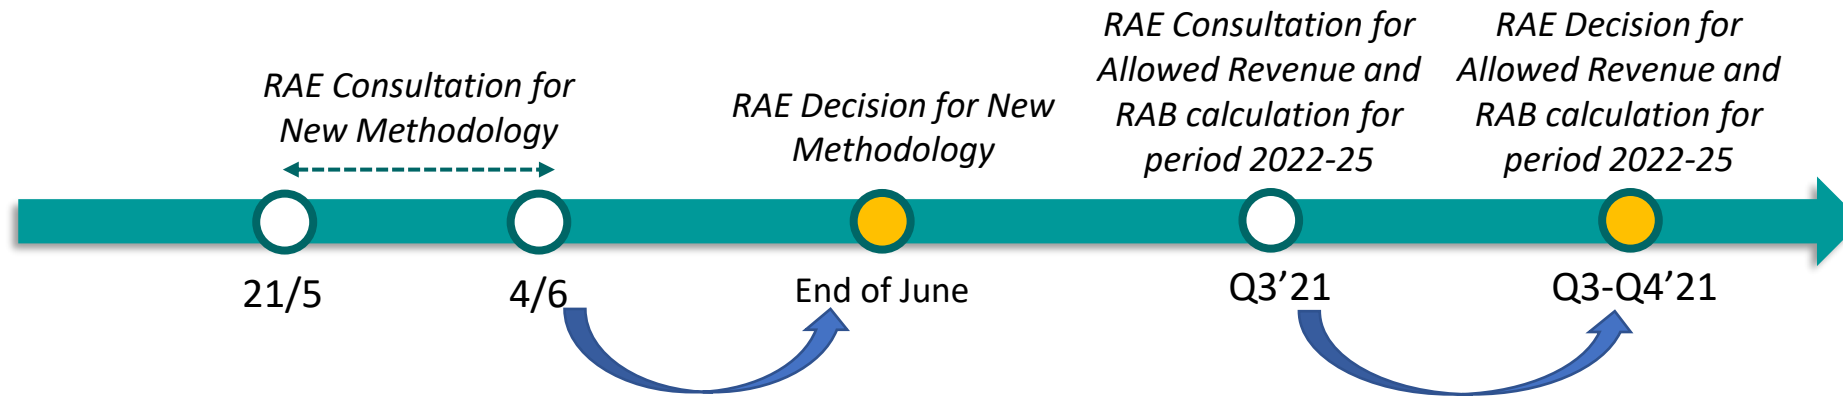 RAE Consultation for
New Methodology
RAE Decision for New
Methodology
RAE Consultation for
Allowed Revenue and
RAB calculation for
period 2022-25
RAE Decision for
Allowed Revenue and
RAB calculation for
period 2022-25
21/5
4/6
End of June
Q3’21
Q3-Q4’21